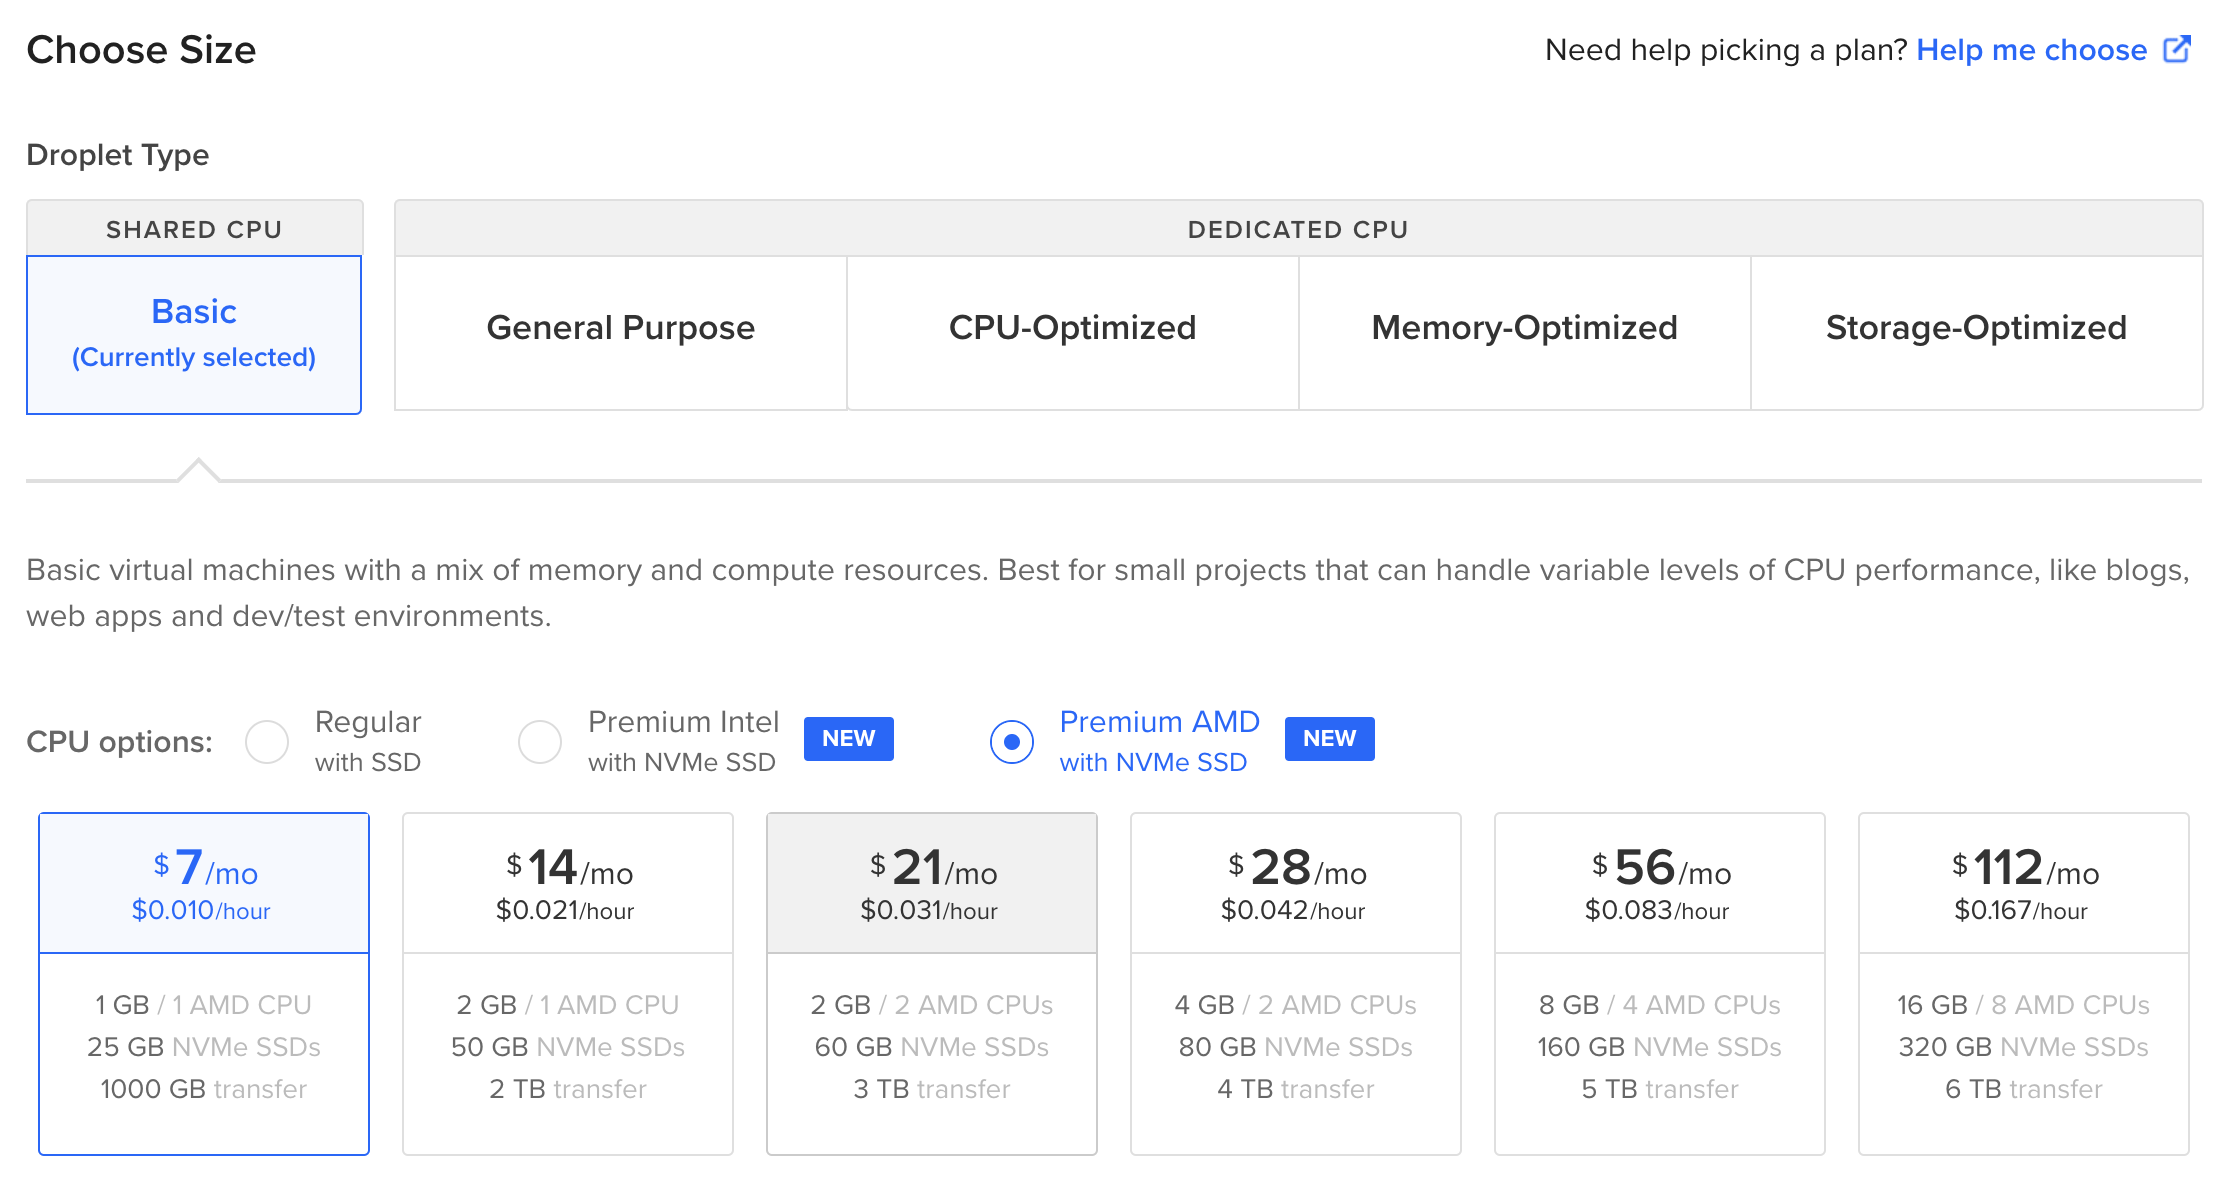 Choose Size
Need help picking a plan? Help me choose
Droplet Type
SHARED CPU
DEDICATED CPU
Basic
(Currently selected)
General Purpose
CPU-Optimized
Memory-Optimized
Storage-Optimized
Basic virtual machines with a mix of memory and compute resources. Best for small projects that can handle variable levels of CPU performance, like blogs,
web apps and dev/test environments.
CPU options:
Regular
with SSD
Premium Intel
with NVMe SSD
NEW
Premium AMD
with NVMe SSD
NEW
$7/mo
$0.010/hour
1 GB / 1 AMD CPU
25 GB NVMe SSDs
1000 GB transfer
$14/mo
$0.021/hour
2 GB / 1 AMD CPU
50 GB NVMe SSDs
2 TB transfer
$21/mo
$0.031/hour
2 GB / 2 AMD CPUs
60 GB NVMe SSDs
3 TB transfer
$28/mo
$0.042/hour
4 GB / 2 AMD CPUs
80 GB NVMe SSDs
4 TB transfer
$56/mo
$0.083/hour
8 GB / 4 AMD CPUs
160 GB NVMe SSDs
5 TB transfer
$112/mo
$0.167/hour
16 GB / 8 AMD CPUs
320 GB NVMe SSDs
6 TB transfer